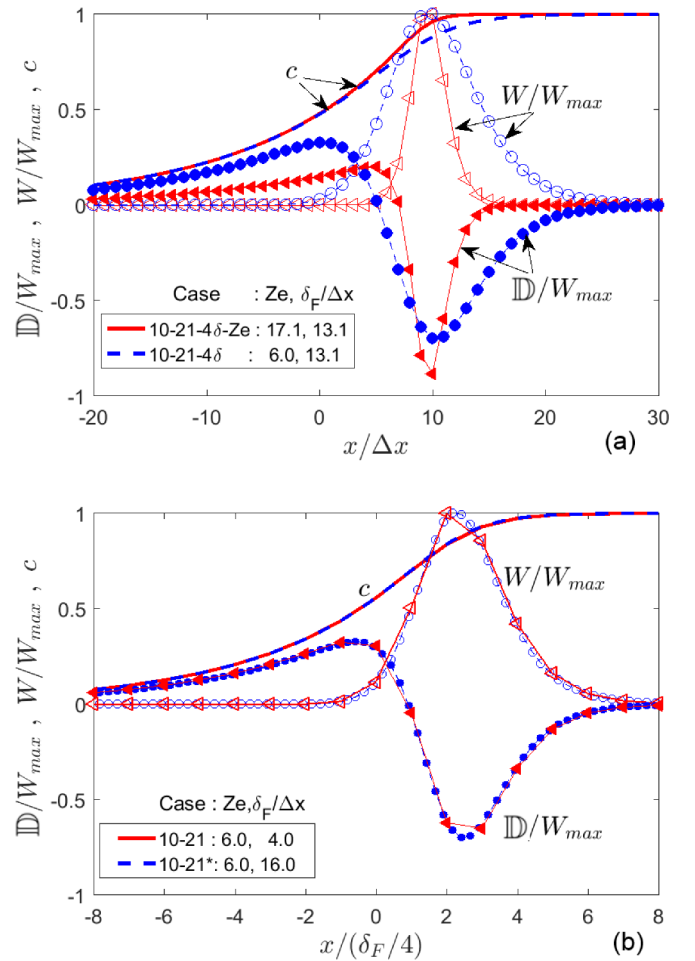 1
0.5
0
-0.5
-1
𝔻/W_max , W/W_max , c
c
W/W_max
𝔻/W_max
Case : Ze, δ_F/Δx
10-21-4δ-Ze : 17.1, 13.1
10-21-4δ : 6.0, 13.1
-20 -10 0 10 20 30
x/Δx
(a)
1
0.5
0
-0.5
-1
𝔻/W_max , W/W_max , c
c
W/W_max
𝔻/W_max
Case : Ze,δ_F/Δx
10-21 : 6.0, 4.0
10-21*: 6.0, 16.0
-8 -6 -4 -2 0 2 4 6 8
x/(δ_F/4)
(b)